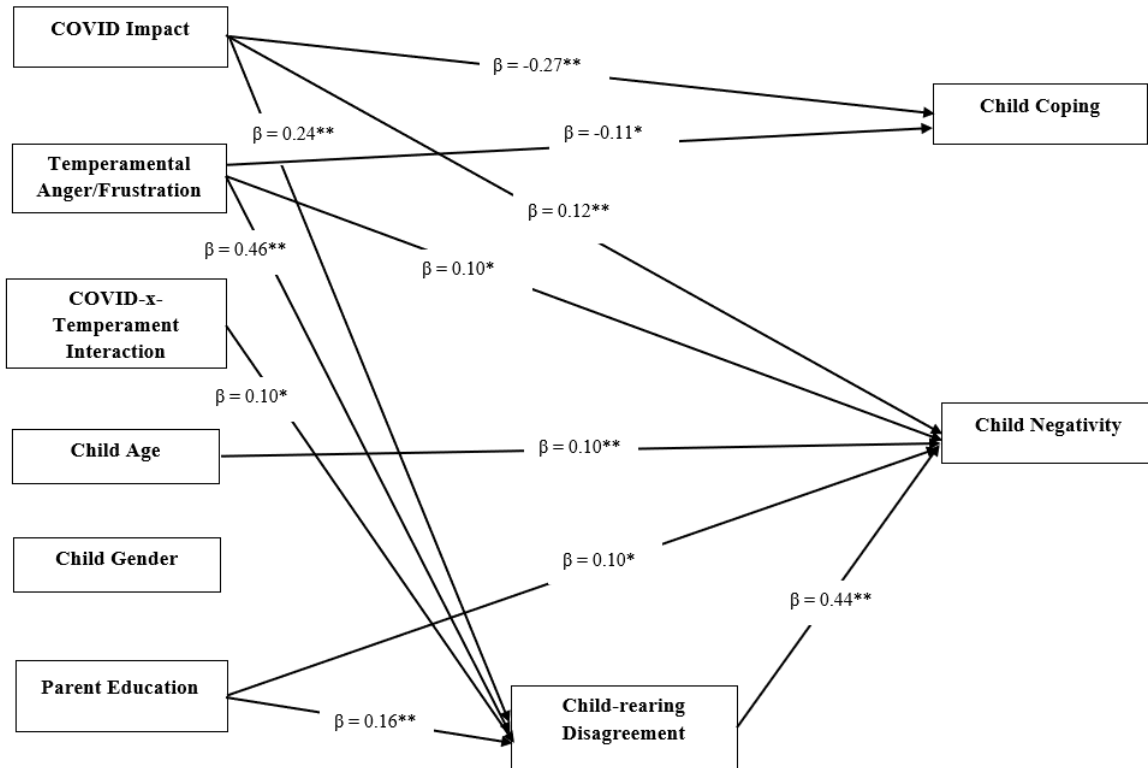 COVID Impact
β = -0.27**
Child Coping
β = 0.24**
β = -0.11*
Temperamental
Anger/Frustration
β = 0.12**
β = 0.46**
β = 0.10*
COVID-x-
Temperament
Interaction
β = 0.10*
Child Negativity
Child Age
β = 0.10**
Child Gender
β = 0.10*
β = 0.44**
Parent Education
β = 0.16**
Child-rearing
Disagreement